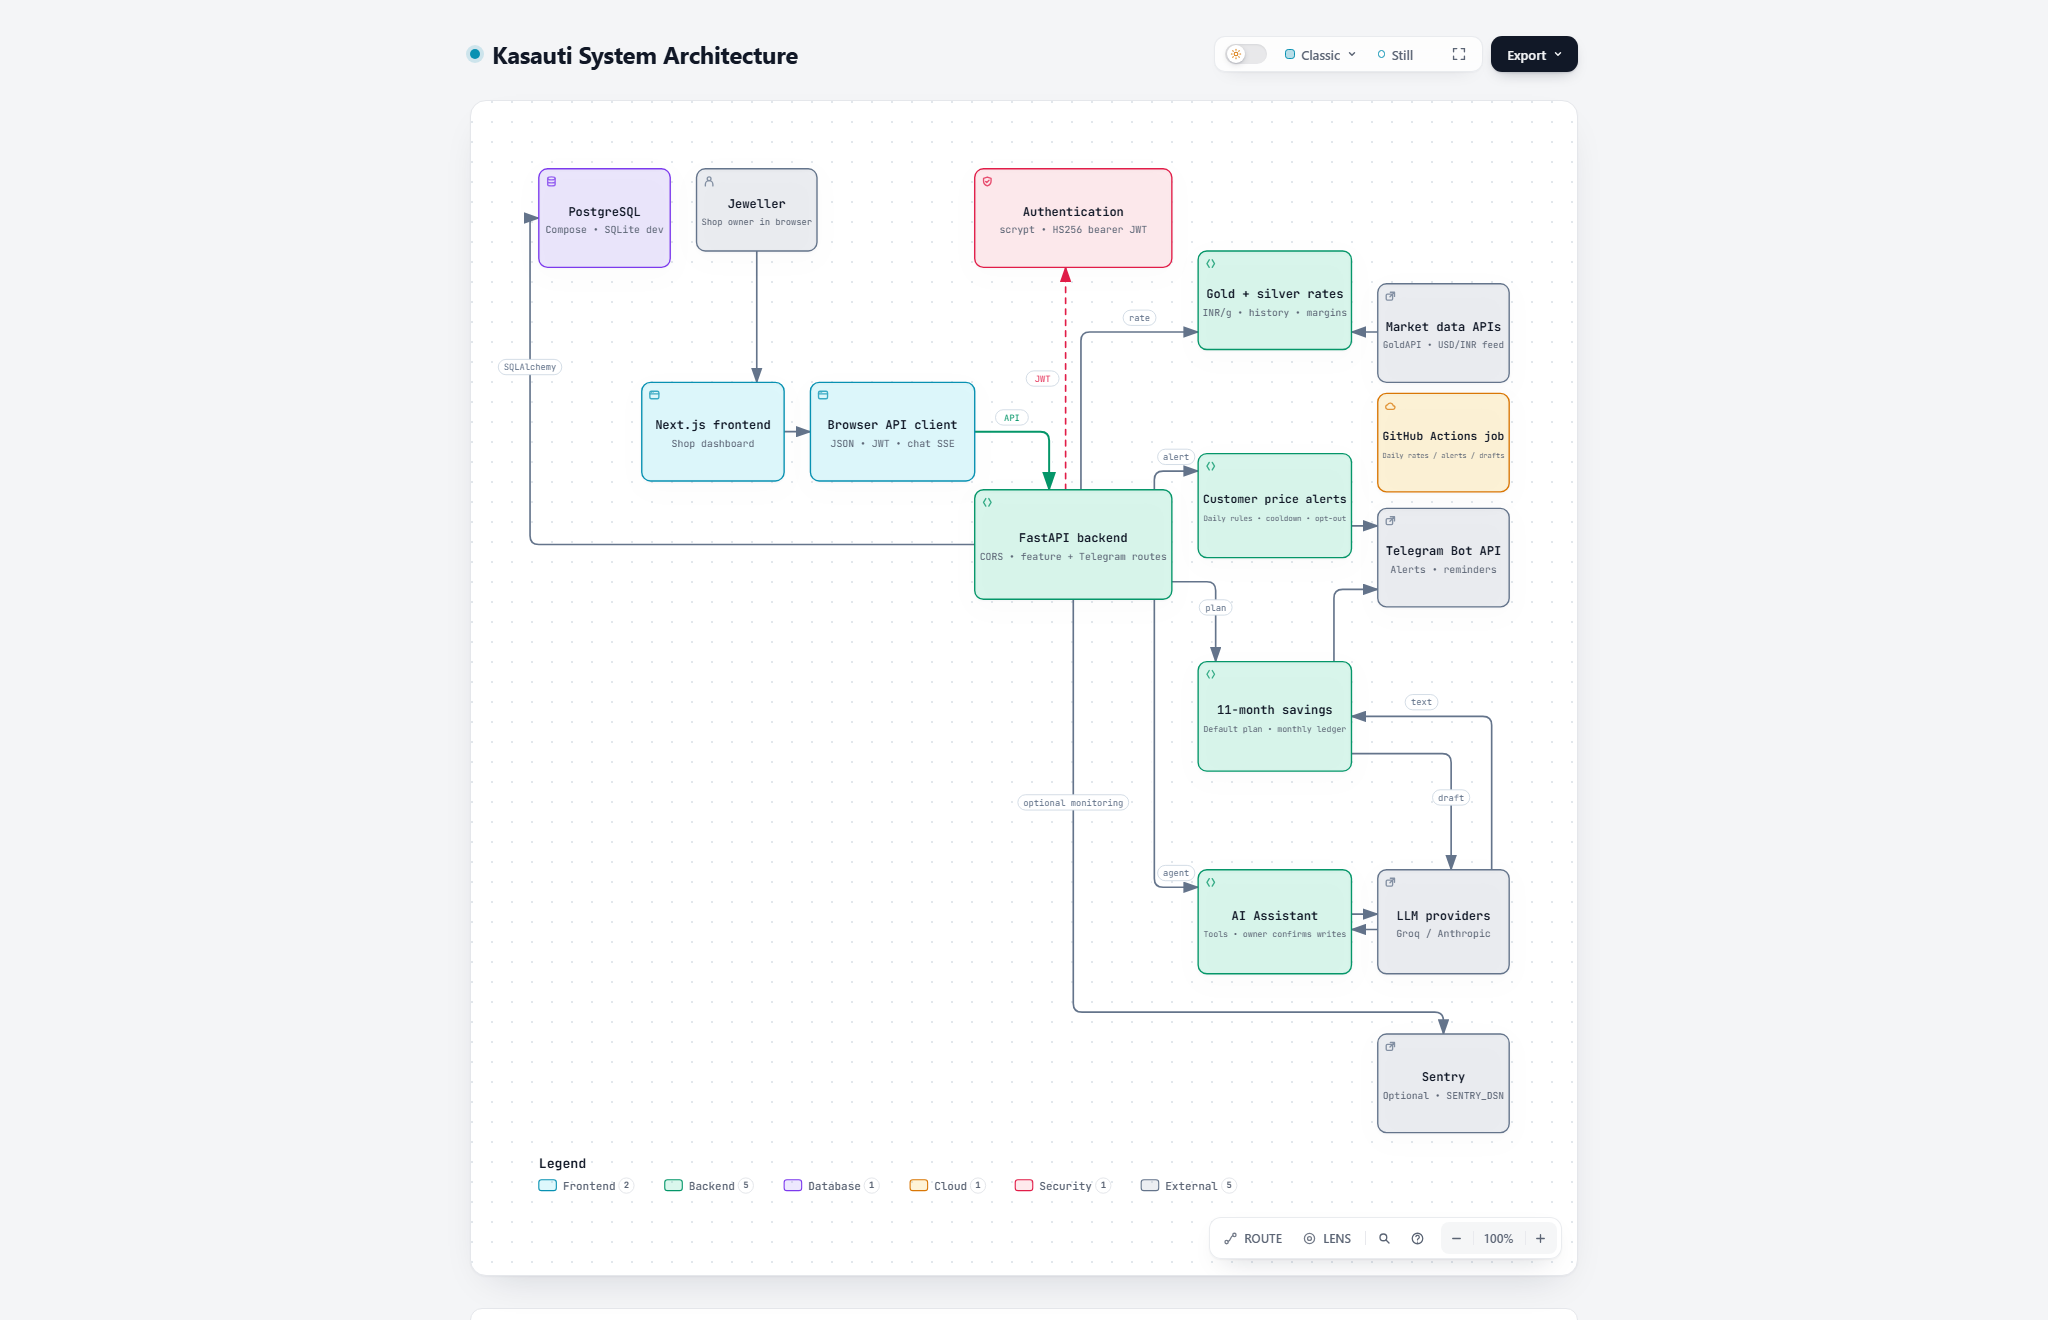 Kasauti System Architecture
Classic
Still
Export
PostgreSQL
Compose • SQLite dev
Jeweller
Shop owner in browser
Authentication
scrypt • HS256 bearer JWT
Gold + silver rates
INR/g • history • margins
Market data APIs
GoldAPI • USD/INR feed
rate
SQLAlchemy
JWT
API
Next.js frontend
Shop dashboard
Browser API client
JSON • JWT • chat SSE
GitHub Actions job
Daily rates / alerts / drafts
alert
Customer price alerts
Daily rules • cooldown • opt-out
FastAPI backend
CORS • feature + Telegram routes
Telegram Bot API
Alerts • reminders
plan
11-month savings
Default plan • monthly ledger
text
draft
optional monitoring
agent
AI Assistant
Tools • owner confirms writes
LLM providers
Groq / Anthropic
Sentry
Optional • SENTRY_DSN
Legend
Frontend 2
Backend 5
Database 1
Cloud 1
Security 1
External 5
ROUTE
LENS
100%